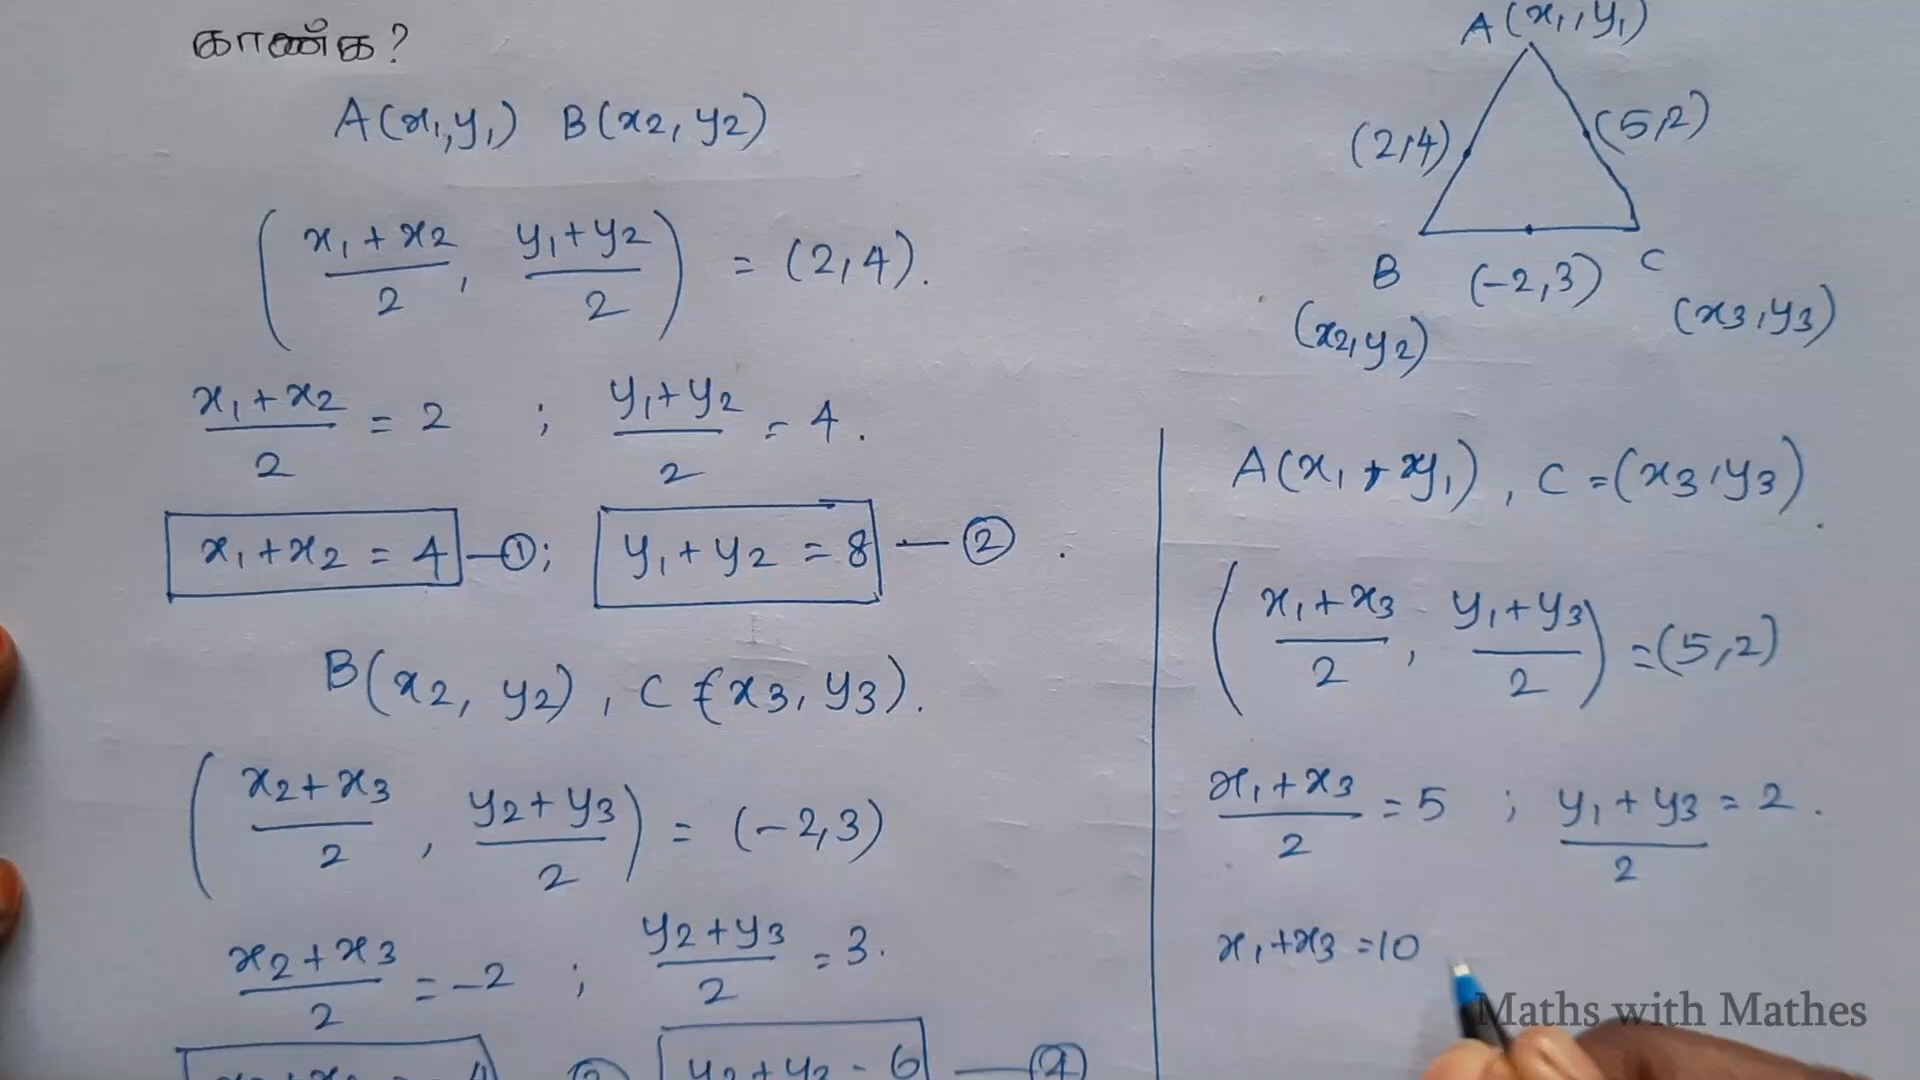 காண்க?
A(x₁,y₁) B(x2, y2)
(x₁+x2/2, y₁+y2/2) = (2,4).
x₁+x2/2 = 2 ; y₁+y2/2 = 4.
x₁+x2 = 4 —①; y₁+y2 = 8 — ②
B(x2, y2), C(x3, y3).
(x2+x3/2, y2+y3/2) = (-2,3)
x2+x3/2 = -2 ; y2+y3/2 = 3.
A(x₁,y₁)
(2,4) (5,2)
B (-2,3) C
(x2,y2) (x3,y3)
A(x₁,y₁), C=(x3,y3).
(x₁+x3/2, y₁+y3/2) =(5,2)
x₁+x3/2 = 5 ; y₁+y3/2 = 2.
x₁+x3 =10
Maths with Mathes